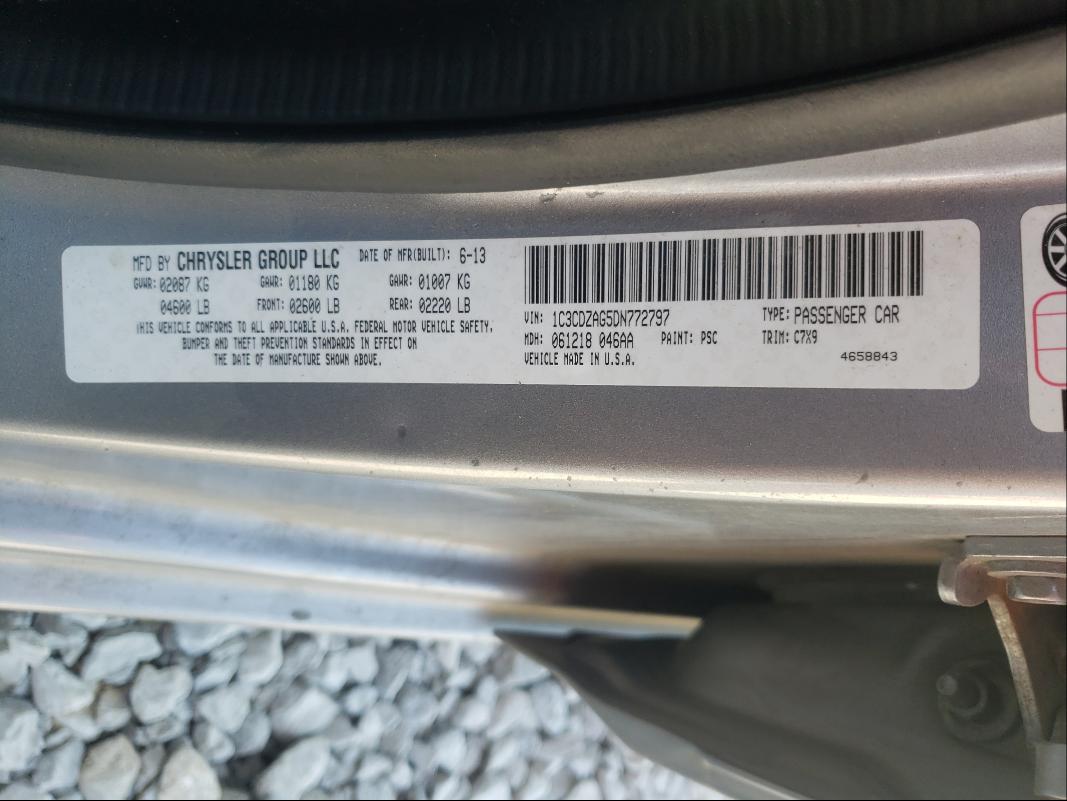 MFD BY CHRYSLER GROUP LLC DATE OF MFR(BUILT): 6-13
GVWR: 02087 KG GAWR: 01180 KG GAWR: 01007 KG
04600 LB FRONT: 02600 LB REAR: 02220 LB
THIS VEHICLE CONFORMS TO ALL APPLICABLE U.S.A. FEDERAL MOTOR VEHICLE SAFETY,
BUMPER AND THEFT PREVENTION STANDARDS IN EFFECT ON
THE DATE OF MANUFACTURE SHOWN ABOVE.
VIN: 1C3CDZAG5DN772797 TYPE: PASSENGER CAR
MDH: 061218 046AA PAINT: PSC TRIM: C7X9
VEHICLE MADE IN U.S.A. 4658843